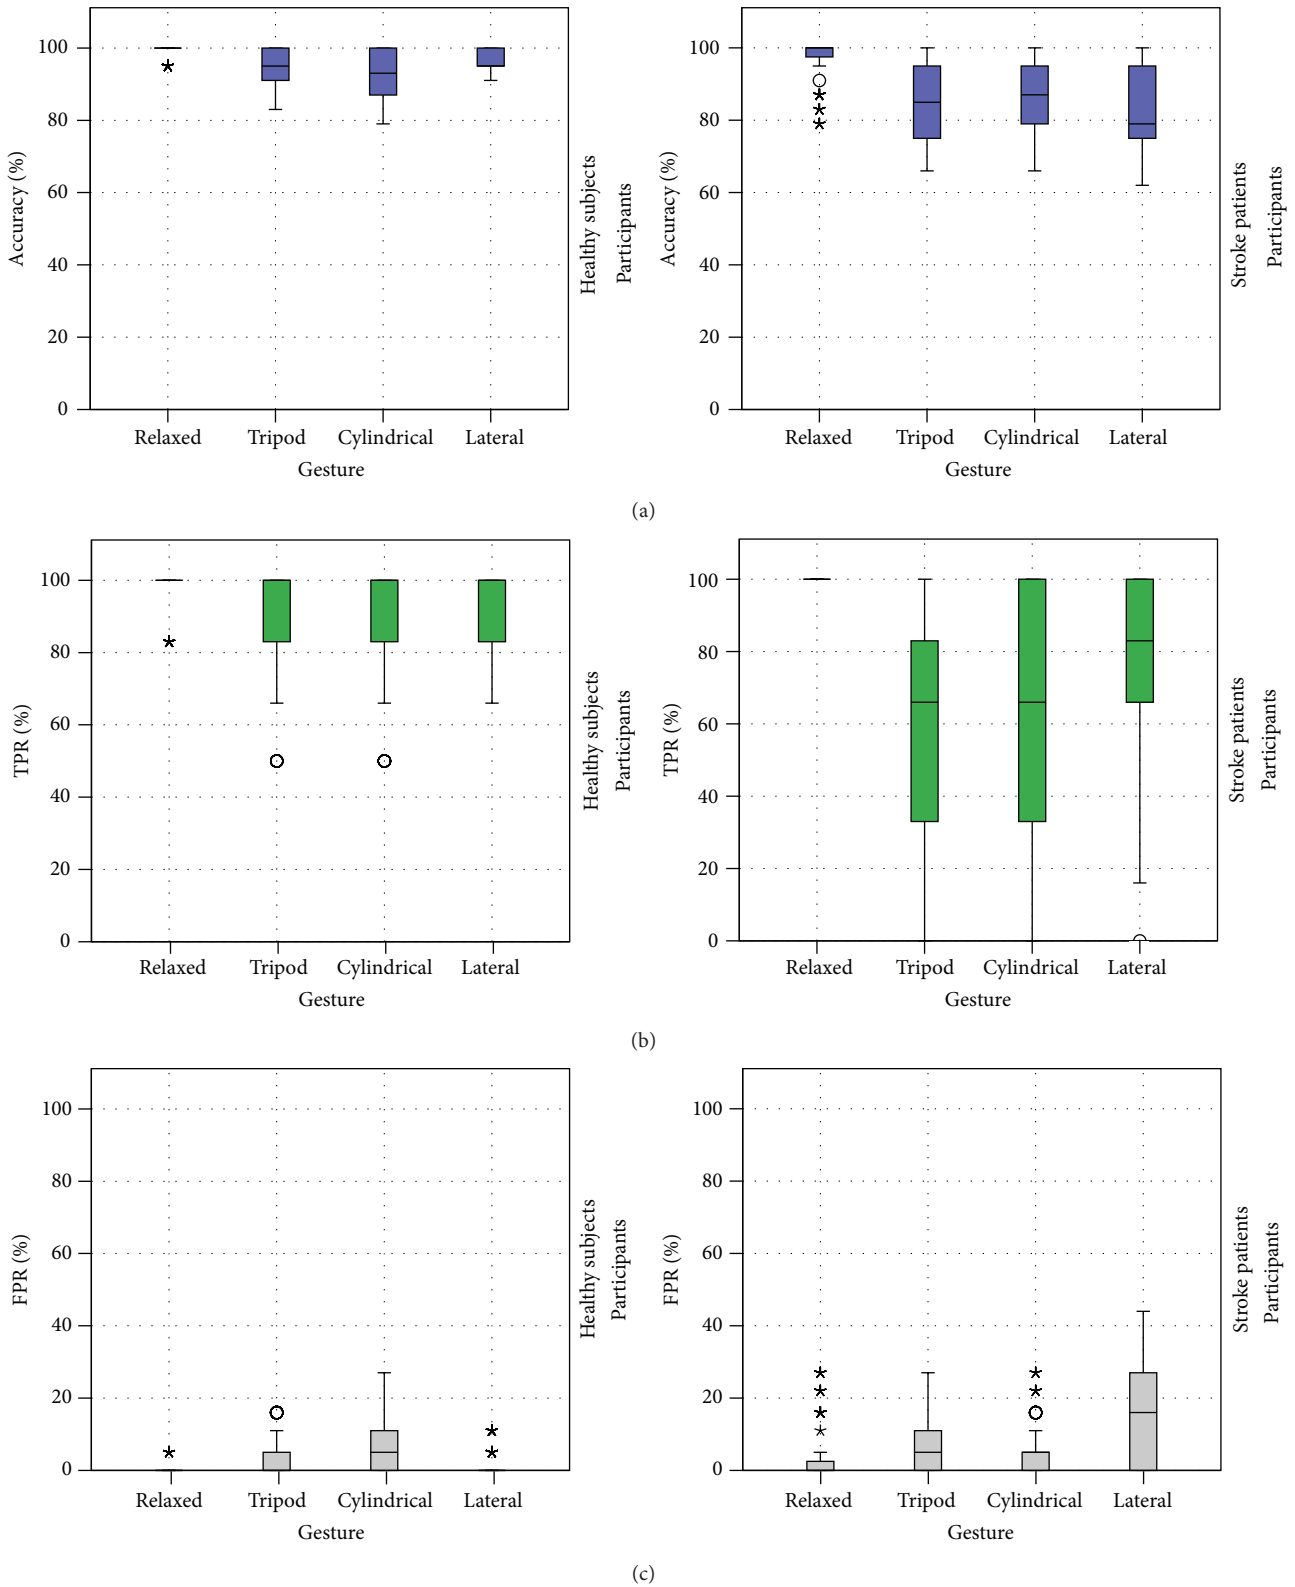 100
80
60
40
20
0
Accuracy (%)
Relaxed Tripod Cylindrical Lateral
Gesture
Healthy subjects
Participants
100
80
60
40
20
0
Accuracy (%)
Relaxed Tripod Cylindrical Lateral
Gesture
Stroke patients
Participants
(a)
100
80
60
40
20
0
TPR (%)
Relaxed Tripod Cylindrical Lateral
Gesture
Healthy subjects
Participants
100
80
60
40
20
0
TPR (%)
Relaxed Tripod Cylindrical Lateral
Gesture
Stroke patients
Participants
(b)
100
80
60
40
20
0
FPR (%)
Relaxed Tripod Cylindrical Lateral
Gesture
Healthy subjects
Participants
100
80
60
40
20
0
FPR (%)
Relaxed Tripod Cylindrical Lateral
Gesture
Stroke patients
Participants
(c)